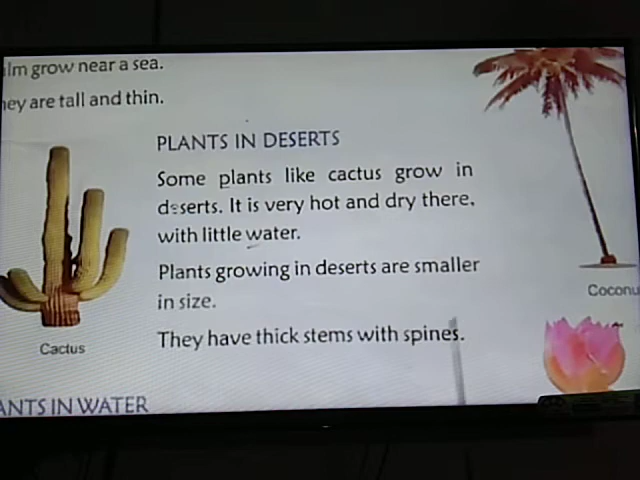 grow near a sea.
are tall and thin.
PLANTS IN DESERTS
Some plants like cactus grow in
deserts. It is very hot and dry there,
with little water.
Plants growing in deserts are smaller
in size.
They have thick stems with spines.
Cactus
Coconu
ANTS IN WATER